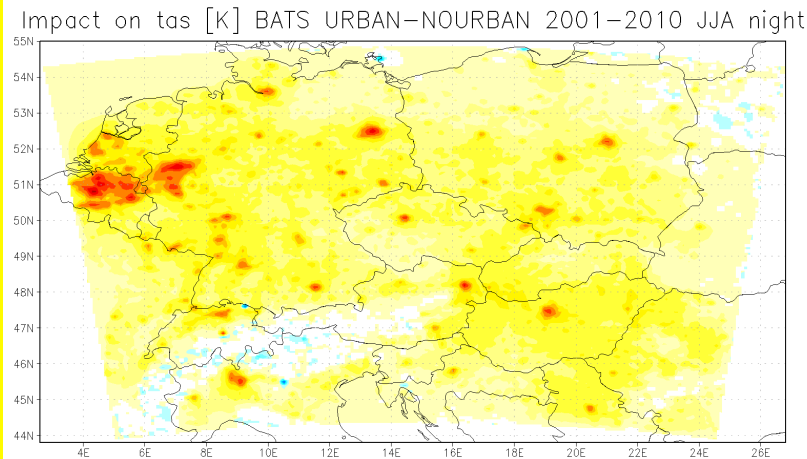 Impact on tas [K] BATS URBAN−NOURBAN 2001−2010 JJA night
55N
54N
53N
52N
51N
50N
49N
48N
47N
46N
45N
44N
4E 6E 8E 10E 12E 14E 16E 18E 20E 22E 24E 26E